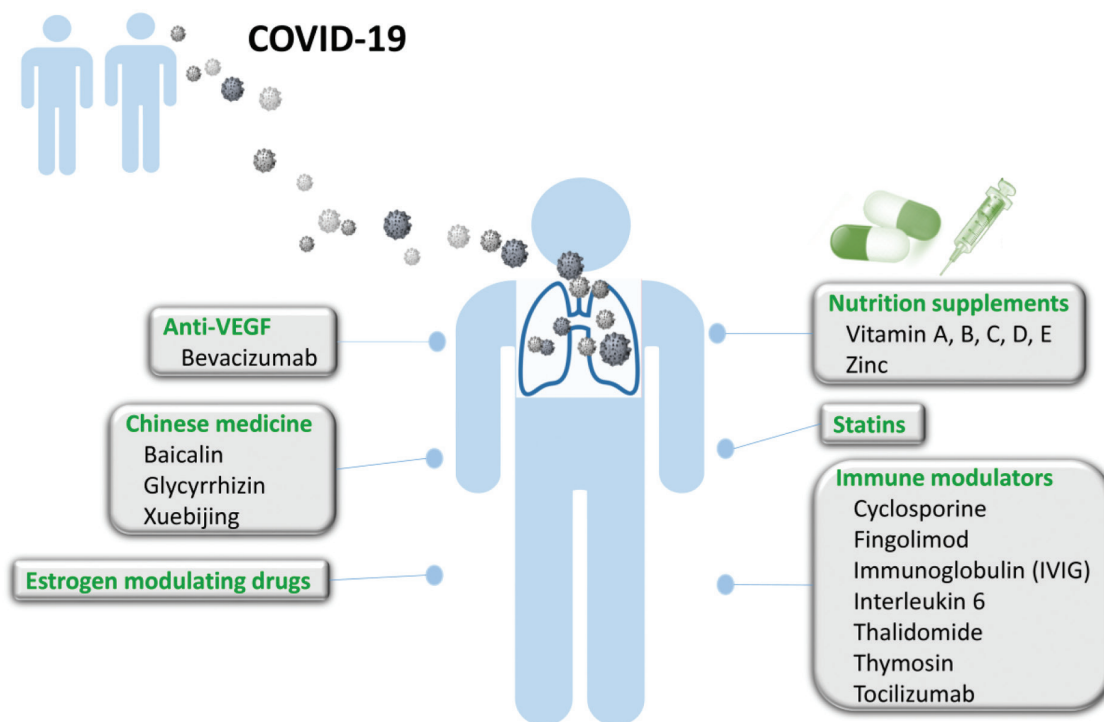 COVID-19
Anti-VEGF
Bevacizumab
Chinese medicine
Baicalin
Glycyrrhizin
Xuebijing
Estrogen modulating drugs
Nutrition supplements
Vitamin A, B, C, D, E
Zinc
Statins
Immune modulators
Cyclosporine
Fingolimod
Immunoglobulin (IVIG)
Interleukin 6
Thalidomide
Thymosin
Tocilizumab